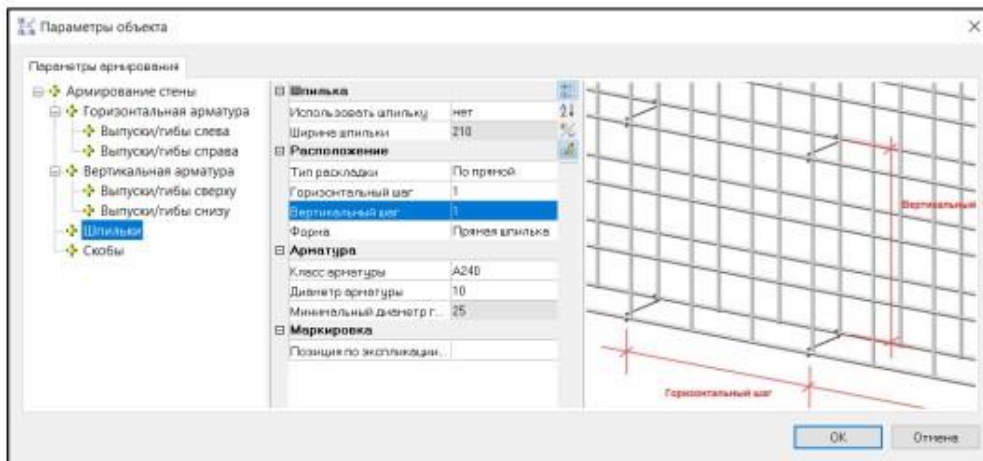 Параметры объекта
Параметры армирования
Армирование стены
Горизонтальная арматура
Выпуски/гибы слева
Выпуски/гибы справа
Вертикальная арматура
Выпуски/гибы сверху
Выпуски/гибы снизу
Шпильки
Скобы
Шпилька
Использовать шпильку нет
Ширина шпильки 210
Расположение
Тип раскладки По прямой
Горизонтальный шаг 1
Вертикальный шаг 1
Форма Прямая шпилька
Арматура
Класс арматуры А240
Диаметр арматуры 10
Минимальный диаметр г... 25
Маркировка
Позиция по экспликации...
Вертикальный
Горизонтальный шаг
OK
Отмена